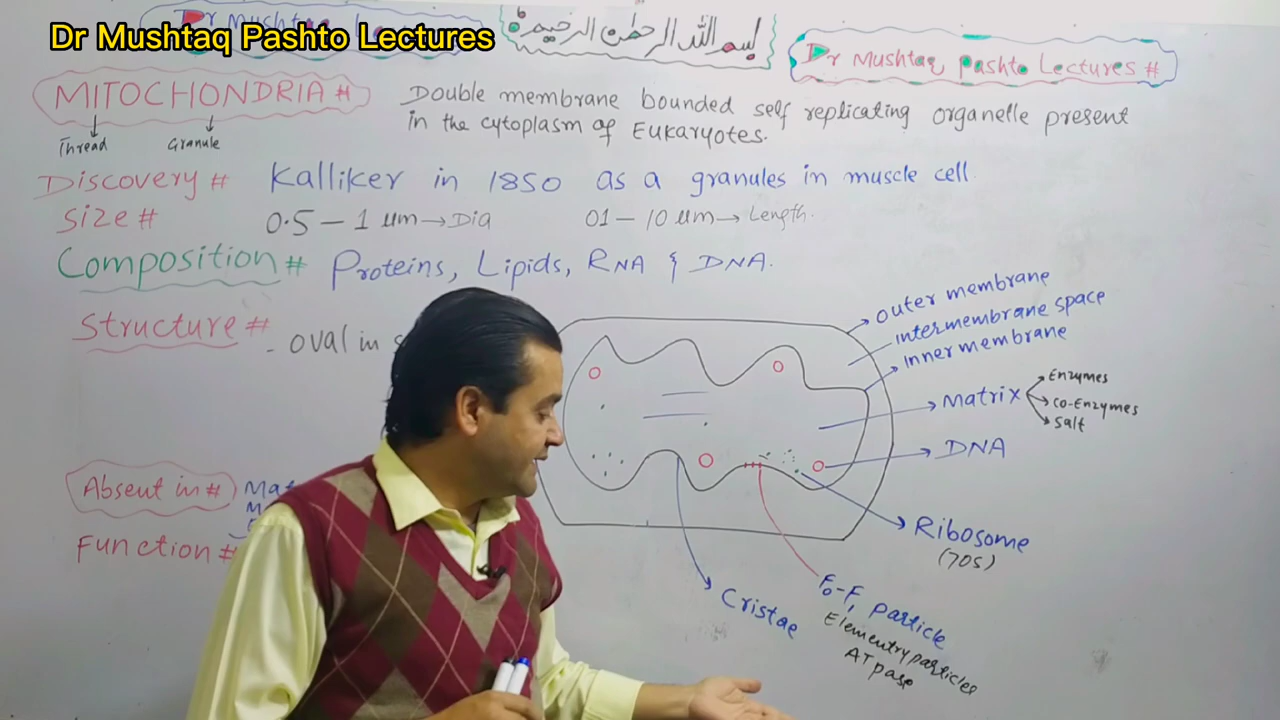 Dr Mushtaq Lectures
Dr Mushtaq Pashto Lectures
بسم الله الرحمن الرحيم
Dr Mushtaq Pashto Lectures #
MITOCHONDRIA #
Thread
Granule
Double membrane bounded self replicating organelle present
in the cytoplasm of Eukaryotes.
Discovery # Kalliker in 1850 as a granules in muscle cell
Size # 0.5 – 1 um → Dia 01 – 10 um → Length.
Composition # Proteins, Lipids, RNA & DNA.
Structure # - oval in
outer membrane
intermembrane space
inner membrane
Matrix
Enzymes
Co-Enzymes
Salt
DNA
Ribosome
(70S)
F₀-F₁ particle
Elementry particles
ATpase
Cristae
Absent in #
Function #